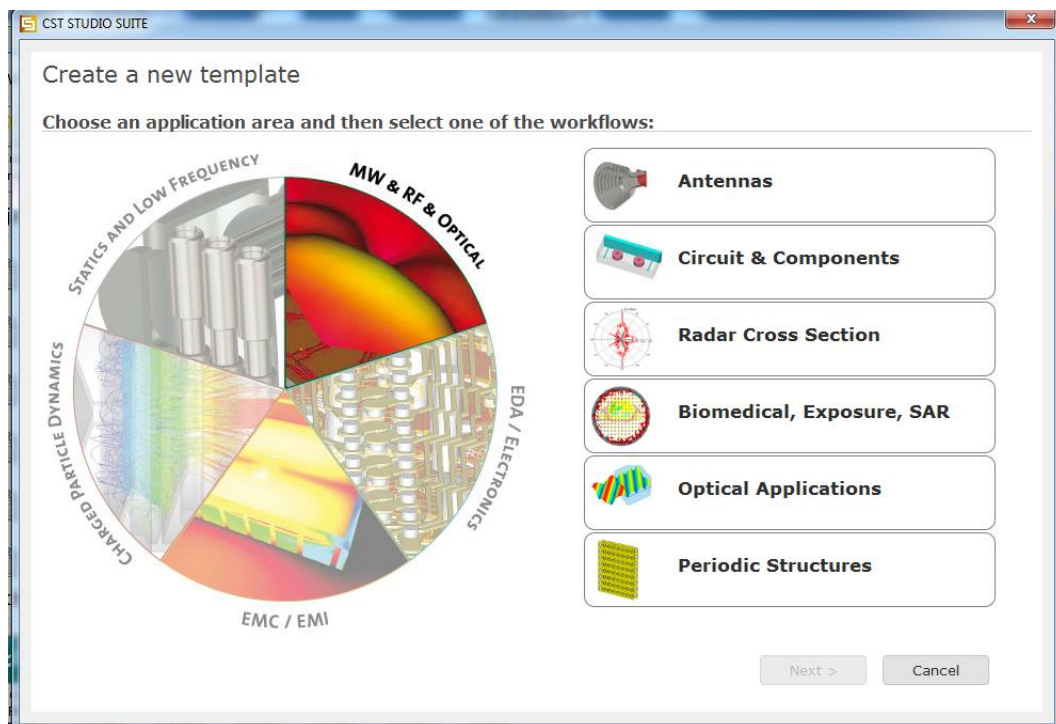 CST STUDIO SUITE
Create a new template
Choose an application area and then select one of the workflows:
STATICS AND LOW FREQUENCY
MW & RF & OPTICAL
EDA / ELECTRONICS
EMC / EMI
CHARGED PARTICLE DYNAMICS
Antennas
Circuit & Components
Radar Cross Section
Biomedical, Exposure, SAR
Optical Applications
Periodic Structures
Next >
Cancel